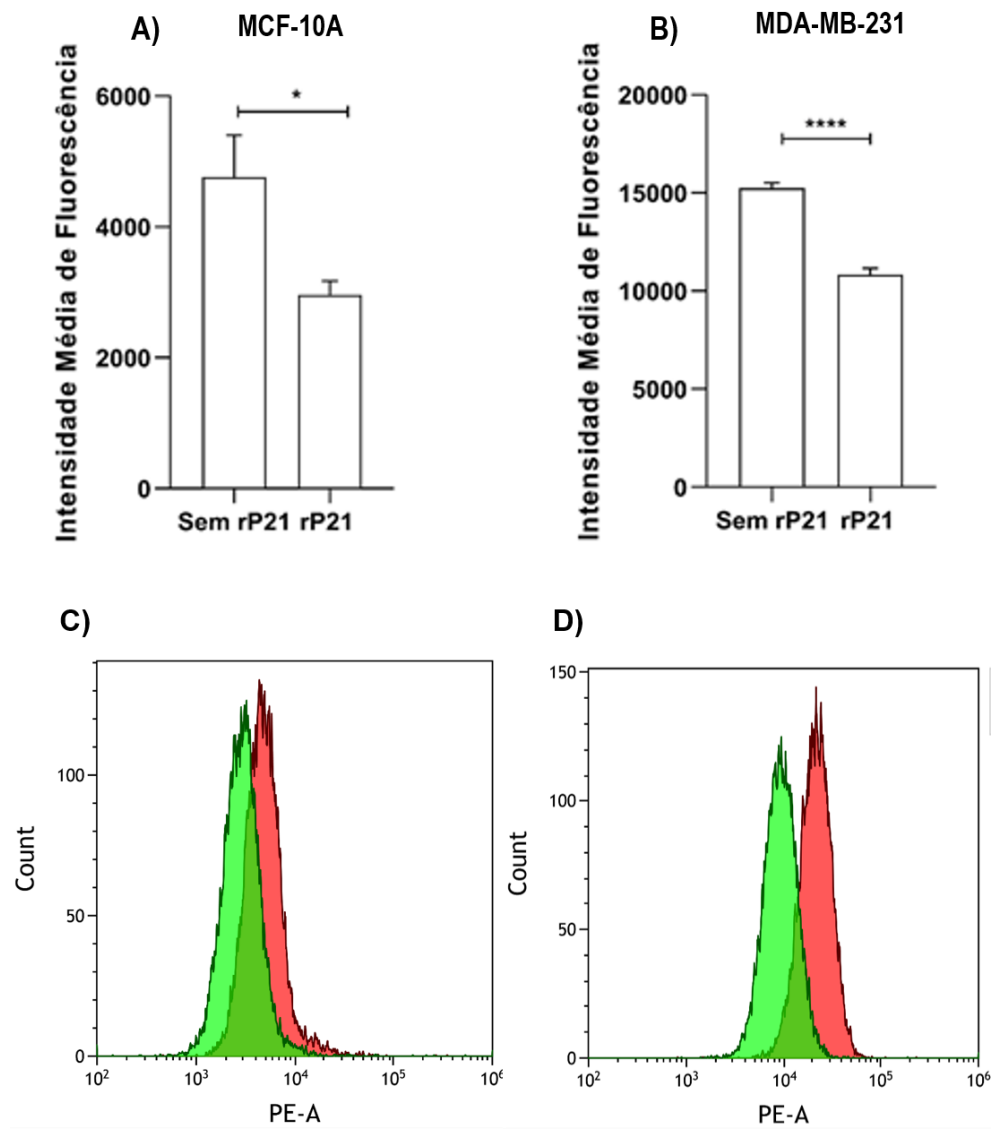 A)
MCF-10A
Intensidade Média de Fluorescência
6000
4000
2000
0
*
Sem rP21 rP21
B)
MDA-MB-231
Intensidade Média de Fluorescência
20000
15000
10000
5000
0
****
Sem rP21 rP21
C)
Count
100
50
0
10² 10³ 10⁴ 10⁵ 10⁶
PE-A
D)
Count
150
100
50
0
10² 10³ 10⁴ 10⁵ 10⁶
PE-A